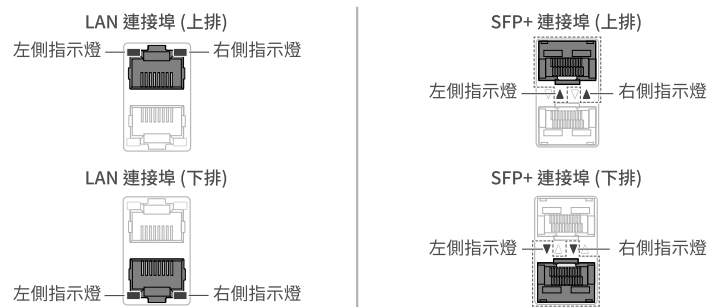 LAN 連接埠 (上排)
左側指示燈
右側指示燈
LAN 連接埠 (下排)
左側指示燈
右側指示燈
SFP+ 連接埠 (上排)
左側指示燈
右側指示燈
SFP+ 連接埠 (下排)
左側指示燈
右側指示燈